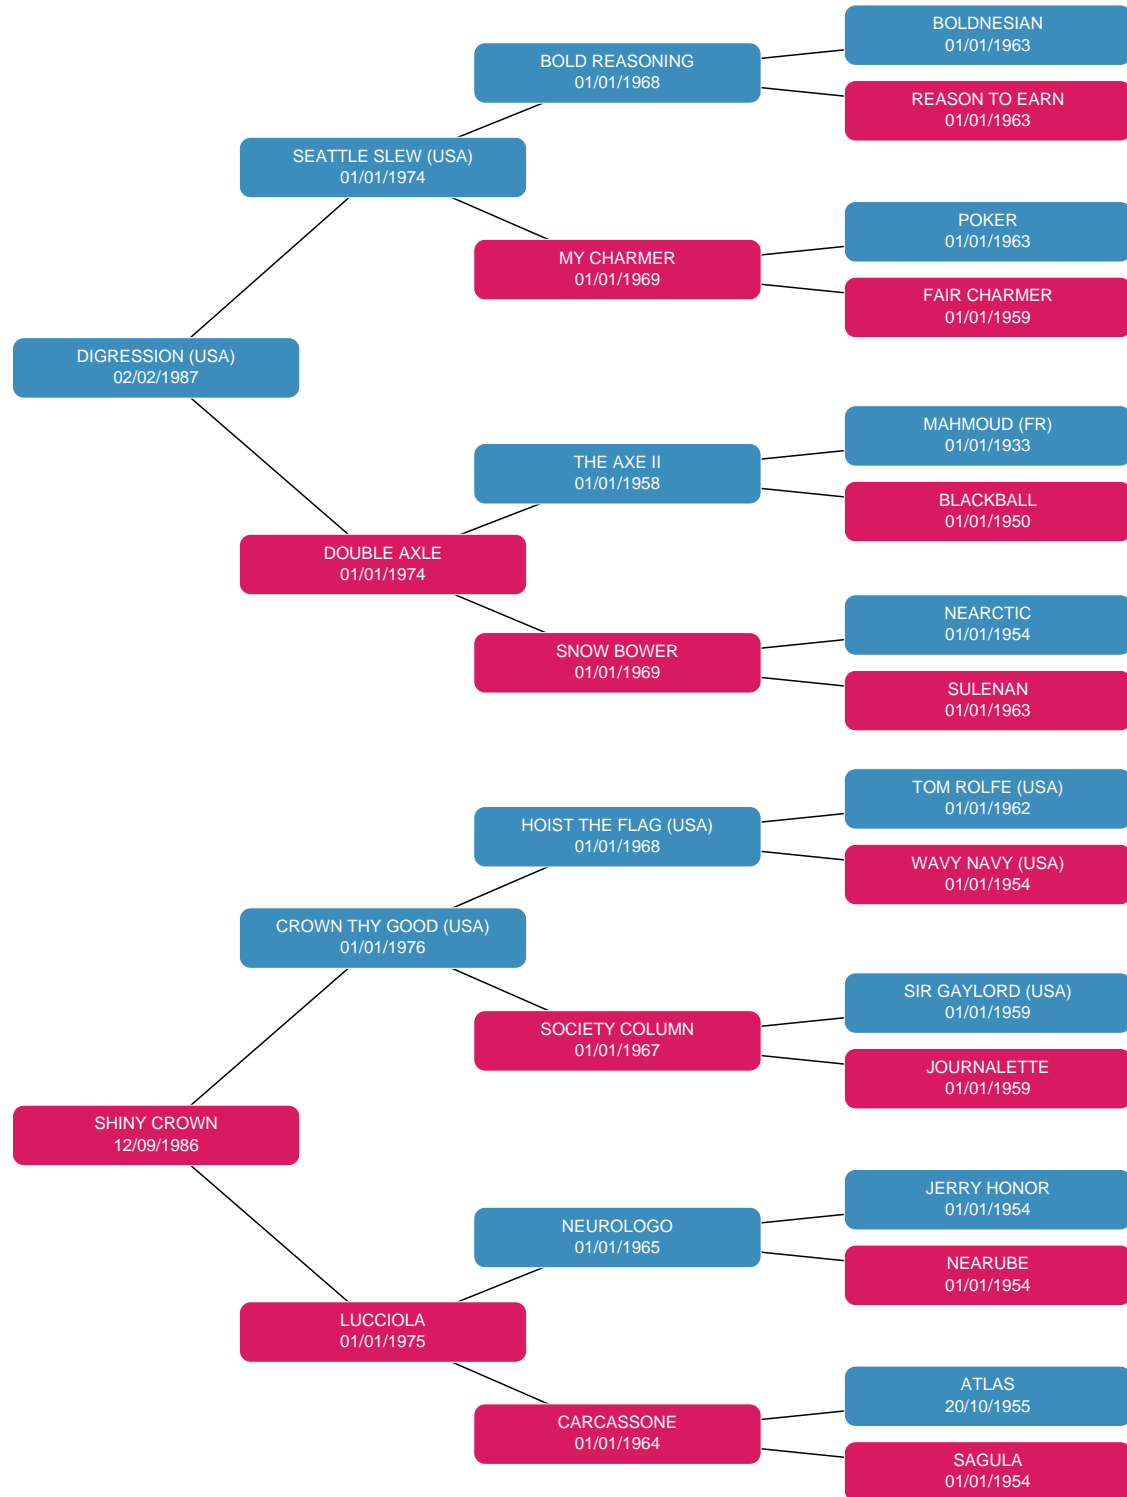 BOLDNESIAN
01/01/1963
BOLD REASONING
01/01/1968
REASON TO EARN
01/01/1963
SEATTLE SLEW (USA)
01/01/1974
POKER
01/01/1963
MY CHARMER
01/01/1969
FAIR CHARMER
01/01/1959
DIGRESSION (USA)
02/02/1987
MAHMOUD (FR)
01/01/1933
THE AXE II
01/01/1958
BLACKBALL
01/01/1950
DOUBLE AXLE
01/01/1974
NEARCTIC
01/01/1954
SNOW BOWER
01/01/1969
SULENAN
01/01/1963
TOM ROLFE (USA)
01/01/1962
HOIST THE FLAG (USA)
01/01/1968
WAVY NAVY (USA)
01/01/1954
CROWN THY GOOD (USA)
01/01/1976
SIR GAYLORD (USA)
01/01/1959
SOCIETY COLUMN
01/01/1967
JOURNALETTE
01/01/1959
SHINY CROWN
12/09/1986
JERRY HONOR
01/01/1954
NEUROLOGO
01/01/1965
NEARUBE
01/01/1954
LUCCIOLA
01/01/1975
ATLAS
20/10/1955
CARCASSONE
01/01/1964
SAGULA
01/01/1954